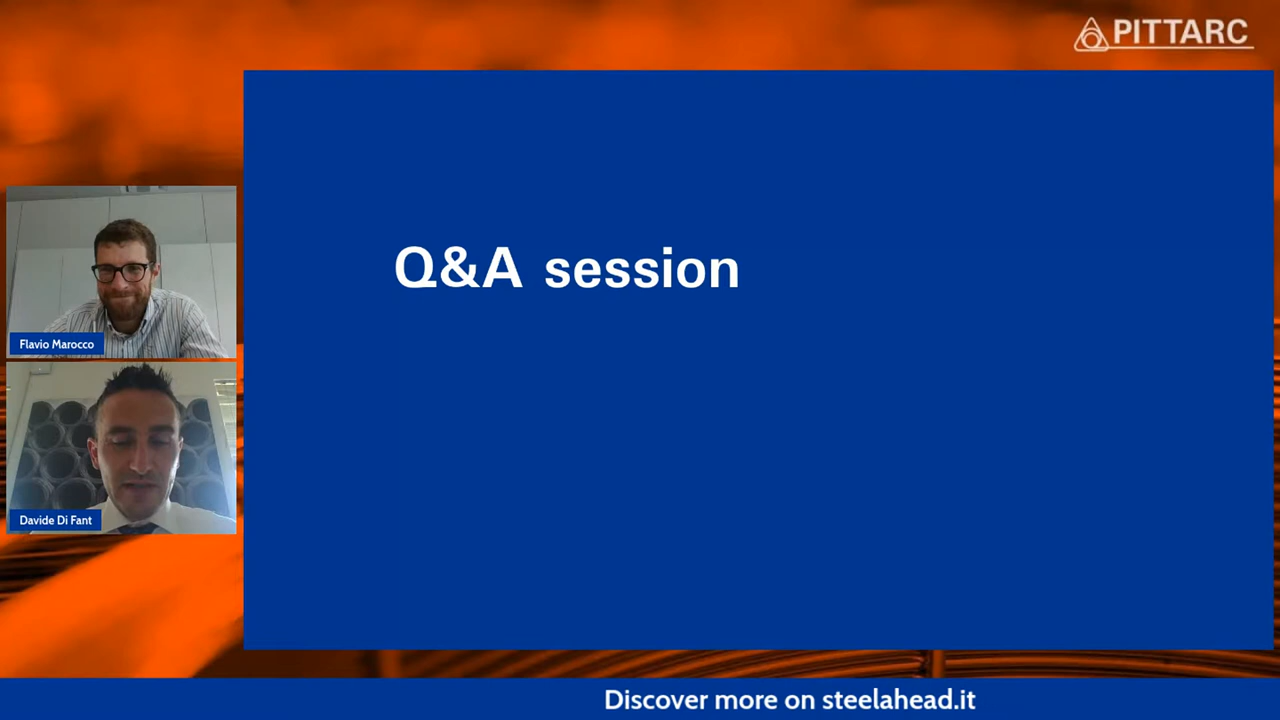 PITTARC
Q&A session
Flavio Marocco
Davide Di Fant
Discover more on steelahead.it